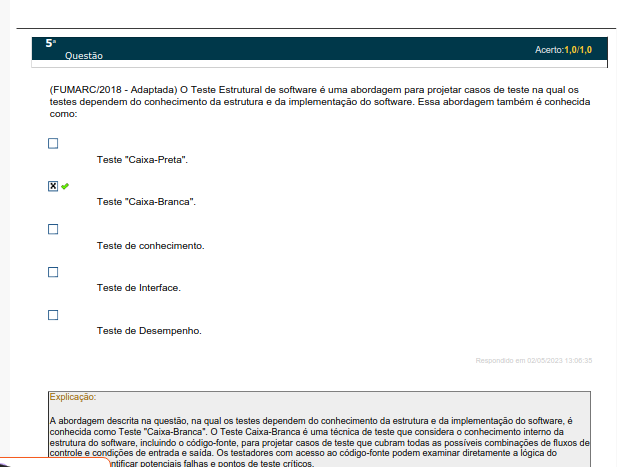 5ª
Questão
Acerto:1,0/1,0
(FUMARC/2018 - Adaptada) O Teste Estrutural de software é uma abordagem para projetar casos de teste na qual os
testes dependem do conhecimento da estrutura e da implementação do software. Essa abordagem também é conhecida
como:
Teste "Caixa-Preta".
X
Teste "Caixa-Branca".
Teste de conhecimento.
Teste de Interface.
Teste de Desempenho.
Respondido em 02/05/2023 13:06:35
Explicação:
A abordagem descrita na questão, na qual os testes dependem do conhecimento da estrutura e da implementação do software, é
conhecida como Teste "Caixa-Branca". O Teste Caixa-Branca é uma técnica de teste que considera o conhecimento interno da
estrutura do software, incluindo o código-fonte, para projetar casos de teste que cubram todas as possíveis combinações de fluxos de
controle e condições de entrada e saída. Os testadores com acesso ao código-fonte podem examinar diretamente a lógica do
ntificar potenciais falhas e pontos de teste críticos.